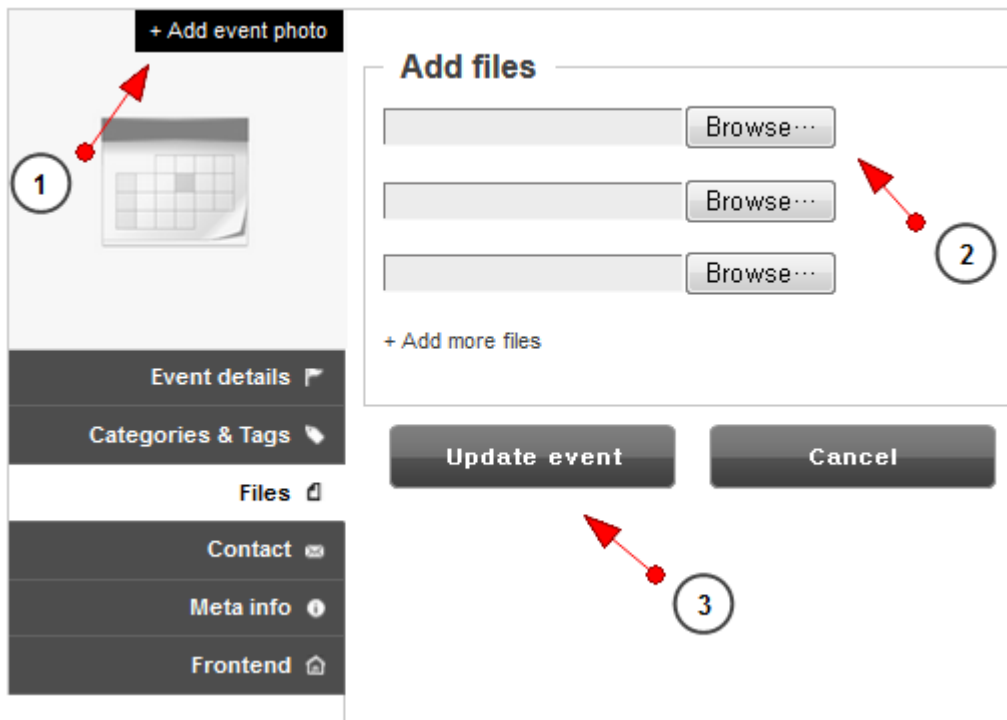 + Add event photo
1
Event details
Categories & Tags
Files
Contact
Meta info
Frontend
Add files
Browse···
2
Browse···
Browse···
+ Add more files
Update event
Cancel
3